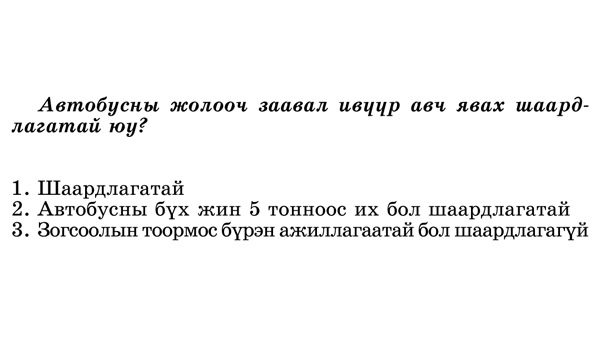 Автобусны жолооч заавал ивүүр авч явах шаард-
лагатай юу?
1. Шаардлагатай
2. Автобусны бүх жин 5 тонноос их бол шаардлагатай
3. Зогсоолын тоормос бүрэн ажиллагаатай бол шаардлагагүй